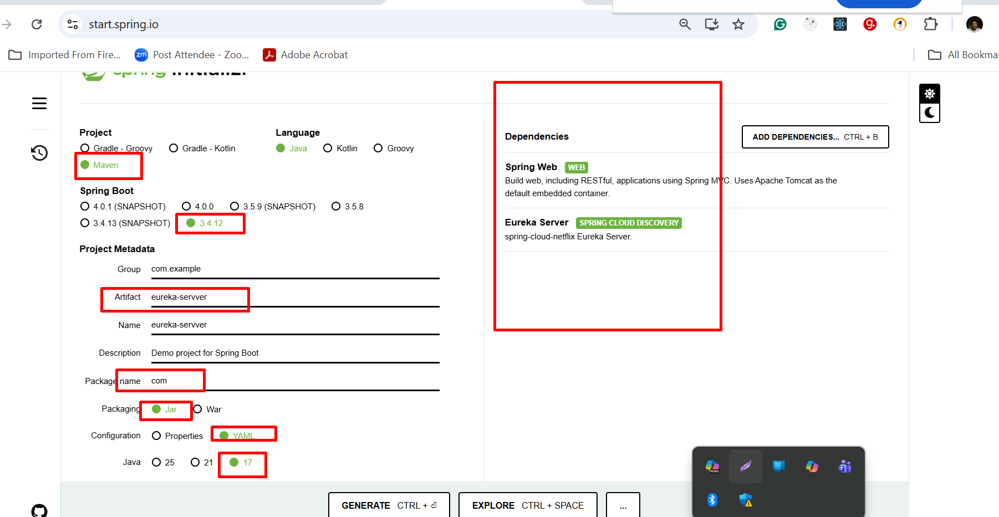 start.spring.io
Imported From Fire...
zm
Post Attendee - Zoo...
Adobe Acrobat
All Bookma
spring initializr
Project
Gradle - Groovy
Gradle - Kotlin
Maven
Language
Java
Kotlin
Groovy
Spring Boot
4.0.1 (SNAPSHOT)
4.0.0
3.5.9 (SNAPSHOT)
3.5.8
3.4.13 (SNAPSHOT)
3.4.12
Project Metadata
Group com.example
Artifact eureka-servver
Name eureka-servver
Description Demo project for Spring Boot
Package name com
Packaging Jar War
Configuration Properties YAML
Java 25 21 17
Dependencies
ADD DEPENDENCIES... CTRL + B
Spring Web WEB
Build web, including RESTful, applications using Spring MVC. Uses Apache Tomcat as the
default embedded container.
Eureka Server SPRING CLOUD DISCOVERY
spring-cloud-netflix Eureka Server.
GENERATE CTRL + ⏎
EXPLORE CTRL + SPACE
...
M365